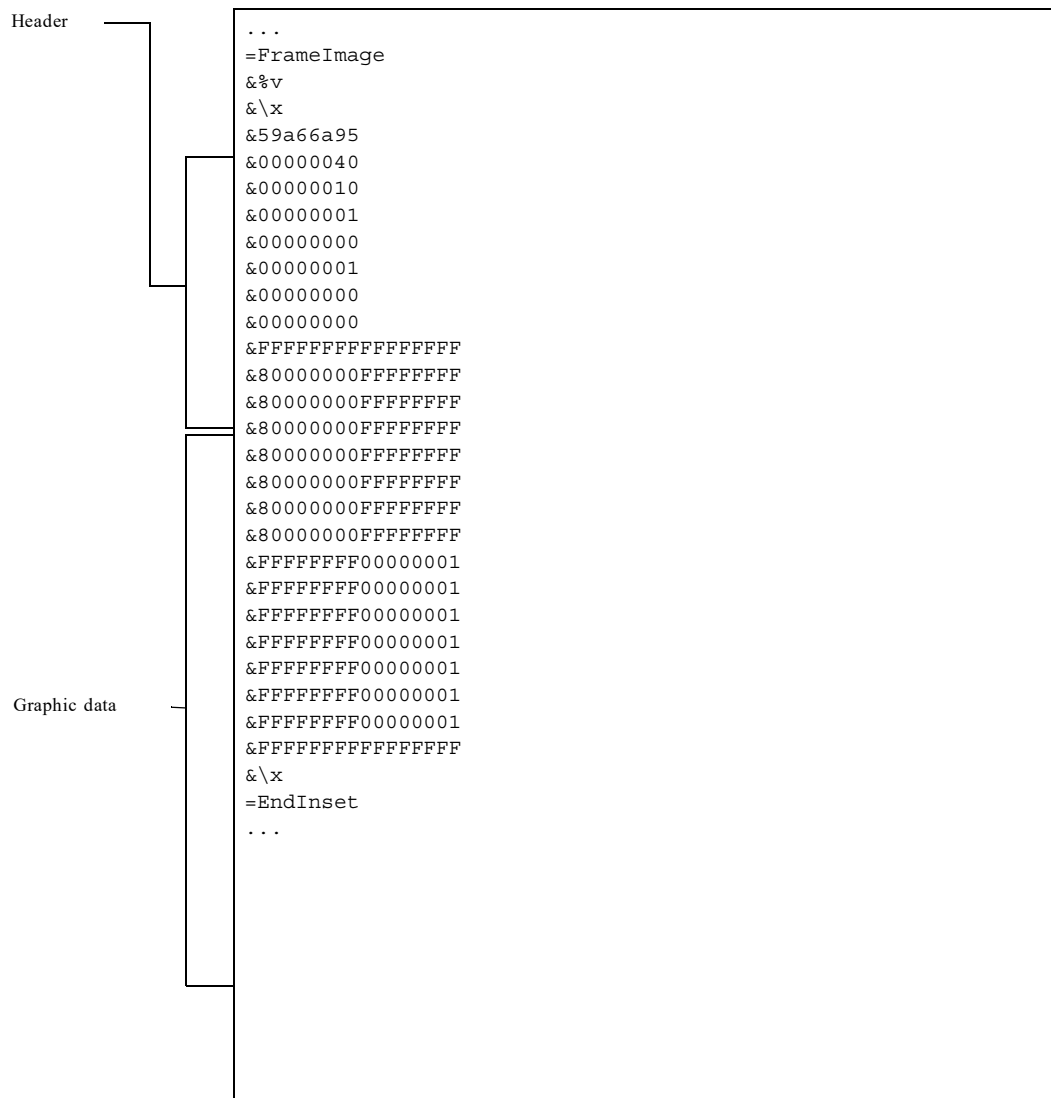 Header
...
=FrameImage
&%v
&\x
&59a66a95
&00000040
&00000010
&00000001
&00000000
&00000001
&00000000
&00000000
&FFFFFFFFFFFFFFFF
&80000000FFFFFFFF
&80000000FFFFFFFF
&80000000FFFFFFFF
&80000000FFFFFFFF
&80000000FFFFFFFF
&80000000FFFFFFFF
&80000000FFFFFFFF
&FFFFFFFF00000001
&FFFFFFFF00000001
&FFFFFFFF00000001
&FFFFFFFF00000001
&FFFFFFFF00000001
&FFFFFFFF00000001
Graphic data
&FFFFFFFF00000001
&FFFFFFFFFFFFFFFF
&\x
=EndInset
...